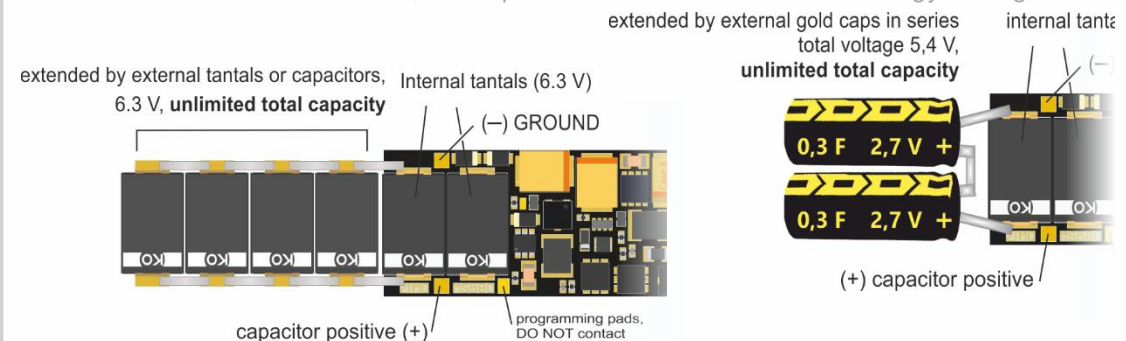 extended by external tantals or capacitors,
6.3 V, unlimited total capacity
Internal tantals (6.3 V)
(—) GROUND
KO
KO
KO
KO
KO
KO
capacitor positive (+)
programming pads,
DO NOT contact
extended by external gold caps in series
total voltage 5,4 V,
unlimited total capacity
internal
0,3 F 2,7 V +
0,3 F 2,7 V +
(—)
KO
(+) capacitor positive